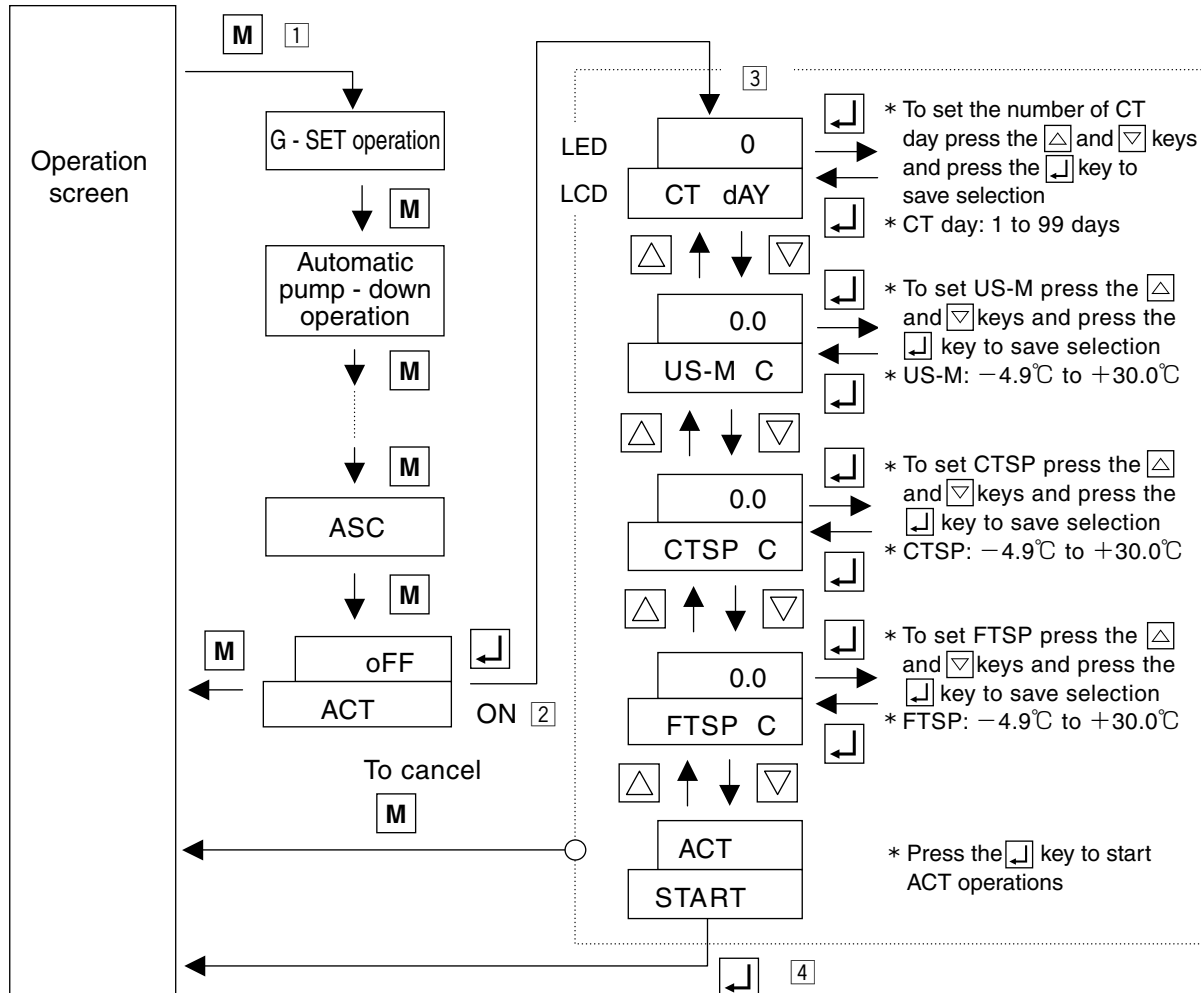 M 1
Operation
screen
G - SET operation
M
Automatic
pump - down
operation
M
M
ASC
M
M
oFF
ACT
ON 2
To cancel
M
3
LED
LCD
0
CT dAY
* To set the number of CT
day press the △ and ▽ keys
and press the ↵ key to
save selection
* CT day: 1 to 99 days
0.0
US-M C
* To set US-M press the △
and ▽ keys and press the
↵ key to save selection
* US-M: −4.9℃ to +30.0℃
0.0
CTSP C
* To set CTSP press the △
and ▽ keys and press the
↵ key to save selection
* CTSP: −4.9℃ to +30.0℃
0.0
FTSP C
* To set FTSP press the △
and ▽ keys and press the
↵ key to save selection
* FTSP: −4.9℃ to +30.0℃
ACT
START
* Press the ↵ key to start
ACT operations
4